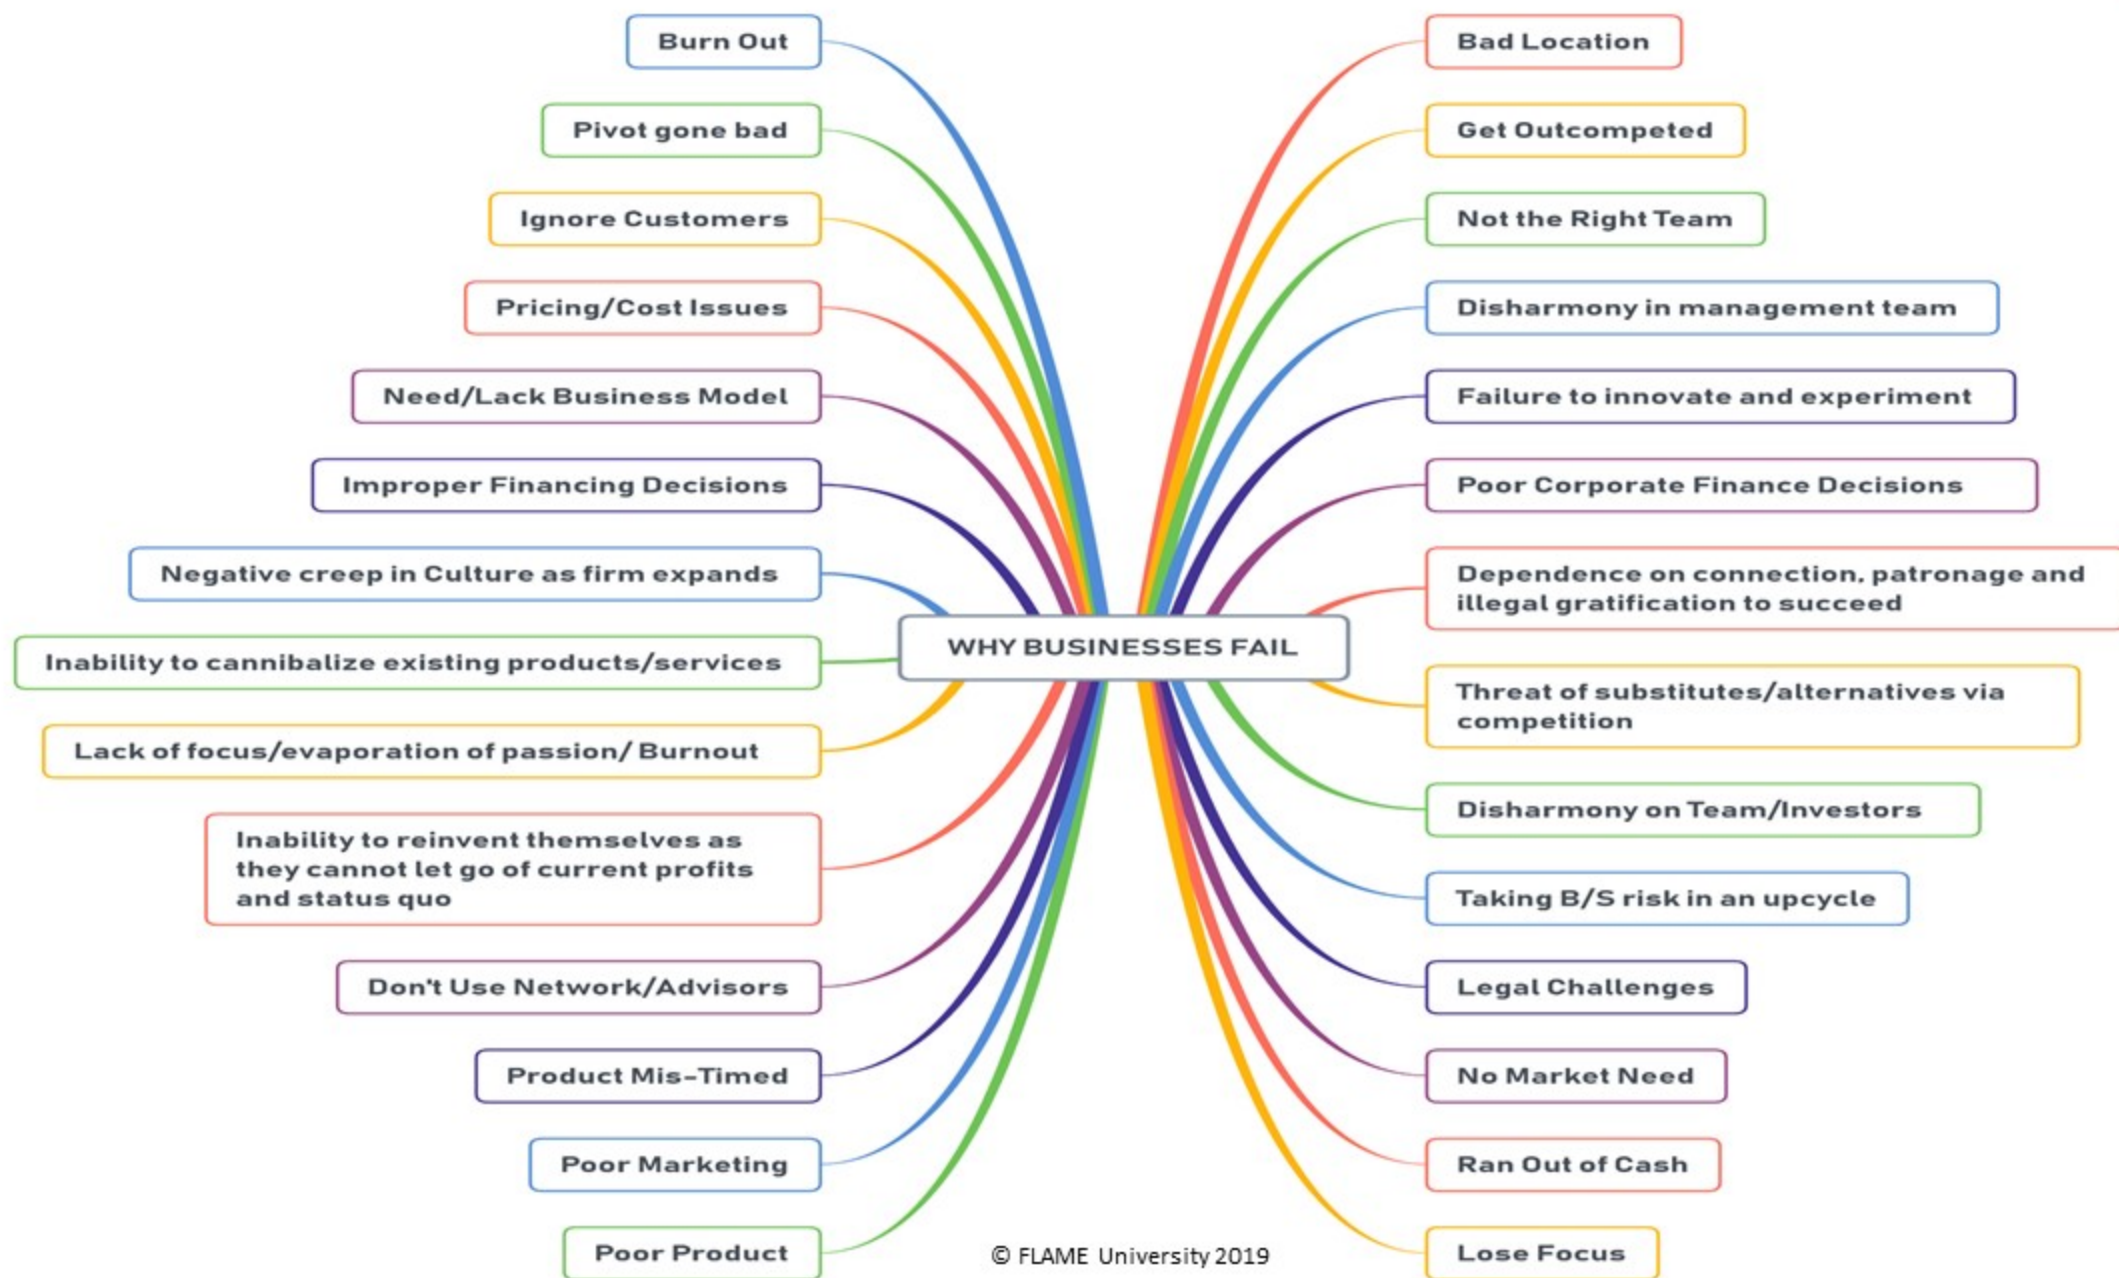 Burn Out
Pivot gone bad
Ignore Customers
Pricing/Cost Issues
Need/Lack Business Model
Improper Financing Decisions
Negative creep in Culture as firm expands
Inability to cannibalize existing products/services
Lack of focus/evaporation of passion/ Burnout
Inability to reinvent themselves as
they cannot let go of current profits
and status quo
Don't Use Network/Advisors
Product Mis-Timed
Poor Marketing
Poor Product
WHY BUSINESSES FAIL
Bad Location
Get Outcompeted
Not the Right Team
Disharmony in management team
Failure to innovate and experiment
Poor Corporate Finance Decisions
Dependence on connection, patronage and
illegal gratification to succeed
Threat of substitutes/alternatives via
competition
Disharmony on Team/Investors
Taking B/S risk in an upcycle
Legal Challenges
No Market Need
Ran Out of Cash
Lose Focus
© FLAME University 2019